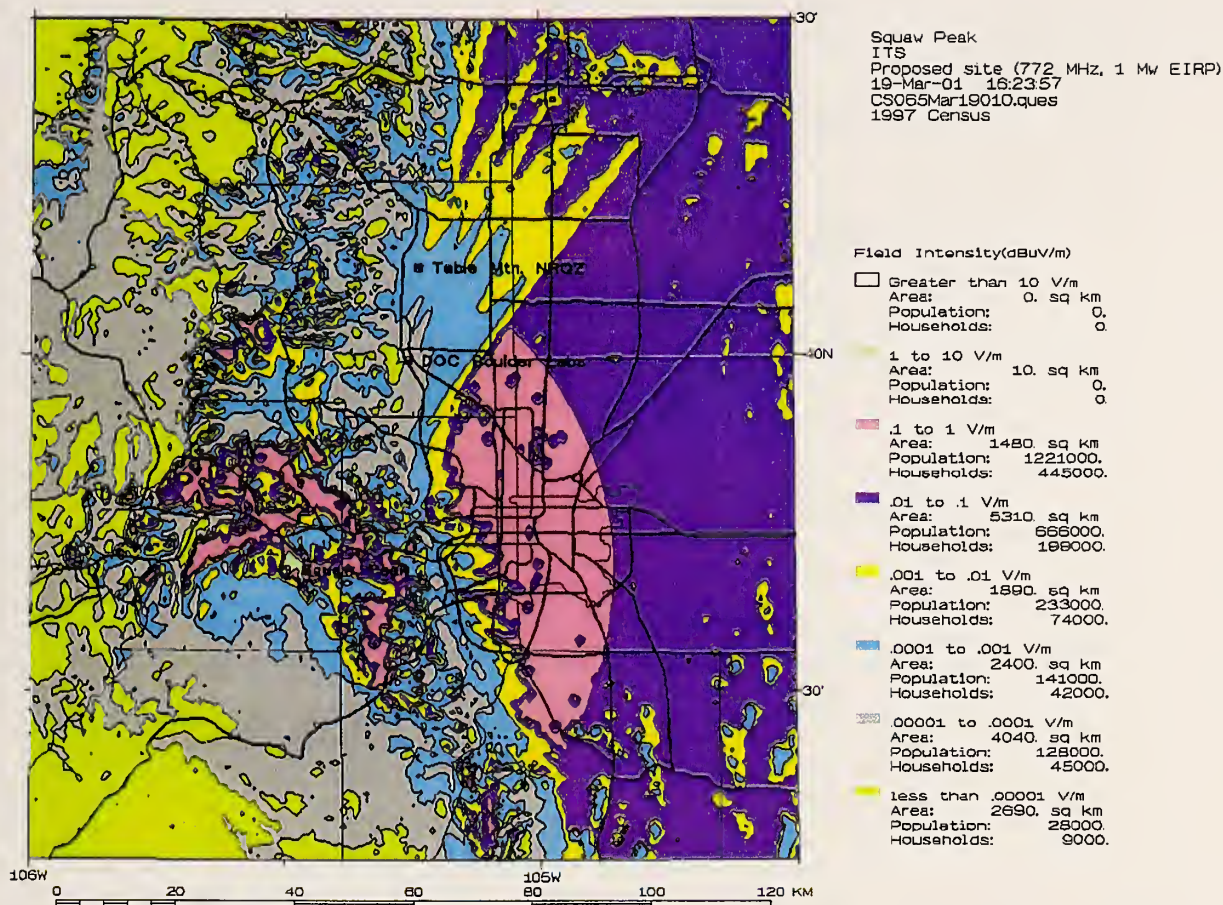 30'
Squaw Peak
ITS
Proposed site (772 MHz, 1 Mw EIRP)
19-Mar-01 16:23:57
CS065Mar19010.ques
1997 Census
Table Mtn. NRQZ
DOC Boulder Labs
Squaw Peak
30'
106W
105W
0 20 40 60 80 100 120 KM
Field Intensity(dBuV/m)
Greater than 10 V/m
Area: 0. sq km
Population: 0.
Households: 0.
1 to 10 V/m
Area: 10. sq km
Population: 0.
Households: 0.
.1 to 1 V/m
Area: 1480. sq km
Population: 1221000.
Households: 445000.
.01 to .1 V/m
Area: 5310. sq km
Population: 666000.
Households: 199000.
.001 to .01 V/m
Area: 1890. sq km
Population: 233000.
Households: 74000.
.0001 to .001 V/m
Area: 2400. sq km
Population: 141000.
Households: 42000.
.00001 to .0001 V/m
Area: 4040. sq km
Population: 128000.
Households: 45000.
less than .00001 V/m
Area: 2690. sq km
Population: 28000.
Households: 9000.